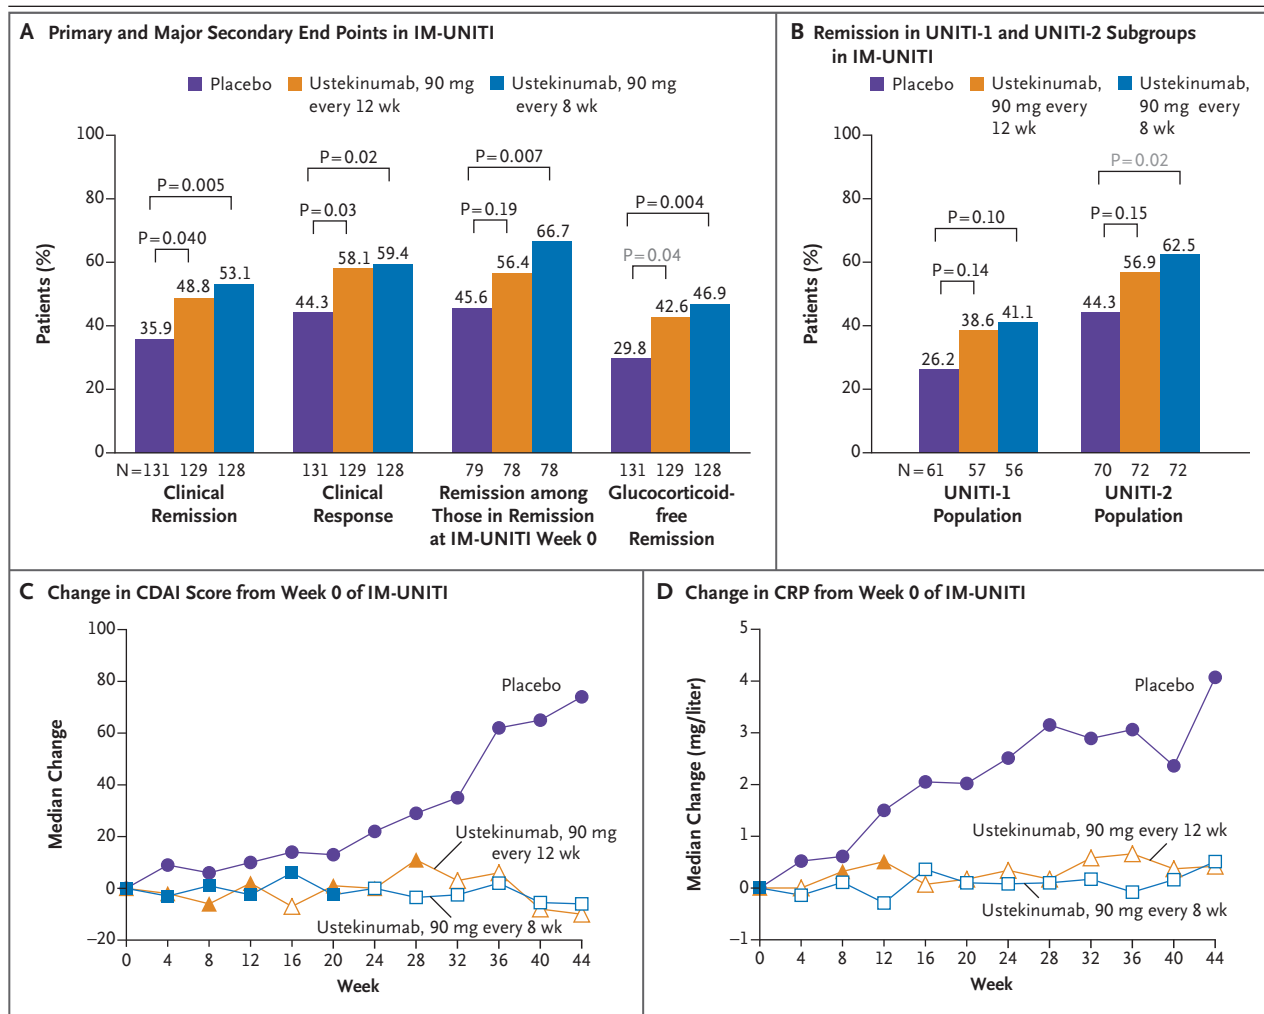 A Primary and Major Secondary End Points in IM-UNITI
Placebo
Ustekinumab, 90 mg
every 12 wk
Ustekinumab, 90 mg
every 8 wk
Patients (%)
100
80
60
40
20
0
P=0.005
P=0.040
35.9
48.8
53.1
P=0.02
P=0.03
44.3
58.1
59.4
P=0.007
P=0.19
45.6
56.4
66.7
P=0.004
P=0.04
29.8
42.6
46.9
N=131 129 128
131 129 128
79 78 78
131 129 128
Clinical
Remission
Clinical
Response
Remission among
Those in Remission
at IM-UNITI Week 0
Glucocorticoid-
free
Remission
B Remission in UNITI-1 and UNITI-2 Subgroups
in IM-UNITI
Placebo
Ustekinumab,
90 mg every
12 wk
Ustekinumab,
90 mg every
8 wk
Patients (%)
100
80
60
40
20
0
P=0.10
P=0.14
26.2
38.6
41.1
P=0.02
P=0.15
44.3
56.9
62.5
N=61 57 56
70 72 72
UNITI-1
Population
UNITI-2
Population
C Change in CDAI Score from Week 0 of IM-UNITI
Median Change
100
80
60
40
20
0
−20
Placebo
Ustekinumab, 90 mg
every 12 wk
Ustekinumab, 90 mg every 8 wk
0 4 8 12 16 20 24 28 32 36 40 44
Week
D Change in CRP from Week 0 of IM-UNITI
Median Change (mg/liter)
5
4
3
2
1
0
−1
Placebo
Ustekinumab, 90 mg every 12 wk
Ustekinumab, 90 mg every 8 wk
0 4 8 12 16 20 24 28 32 36 40 44
Week